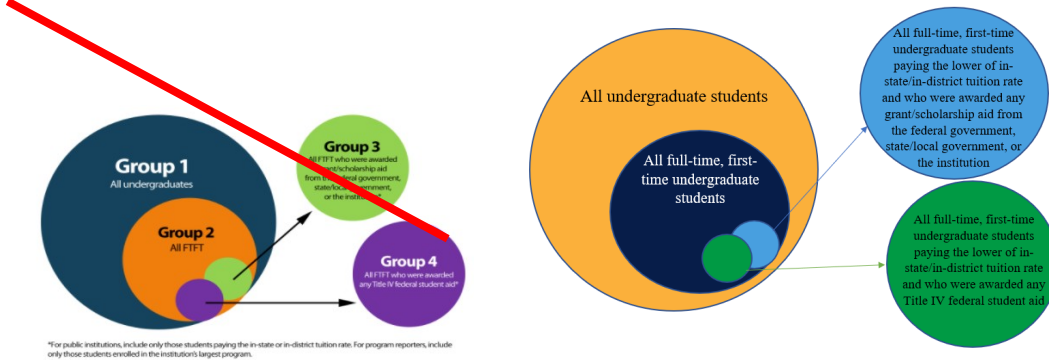 Group 1
All undergraduates
Group 2
All FTFT
Group 3
All FTFT who were awarded
grant/scholarship aid
from the federal government,
state/local government,
or the institution*
Group 4
All FTFT who were awarded
any Title IV federal student aid*
*For public institutions, include only those students paying the in-state or in-district tuition rate. For program reporters, include
only those students enrolled in the institution's largest program.
All undergraduate students
All full-time, first-
time undergraduate
students
All full-time, first-time
undergraduate students
paying the lower of in-
state/in-district tuition rate
and who were awarded any
grant/scholarship aid from
the federal government,
state/local government, or
the institution
All full-time, first-time
undergraduate students
paying the lower of in-
state/in-district tuition rate
and who were awarded any
Title IV federal student aid